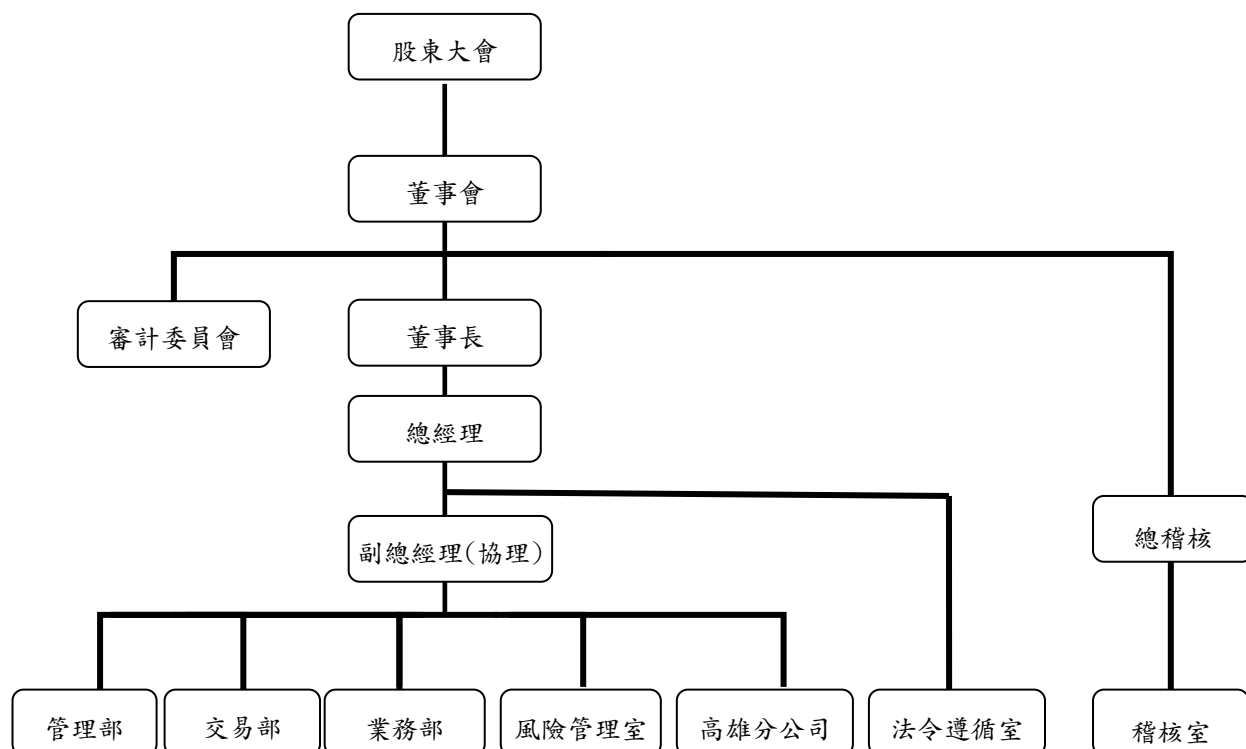 股東大會
董事會
審計委員會
董事長
總經理
副總經理(協理)
總稽核
管理部
交易部
業務部
風險管理室
高雄分公司
法令遵循室
稽核室